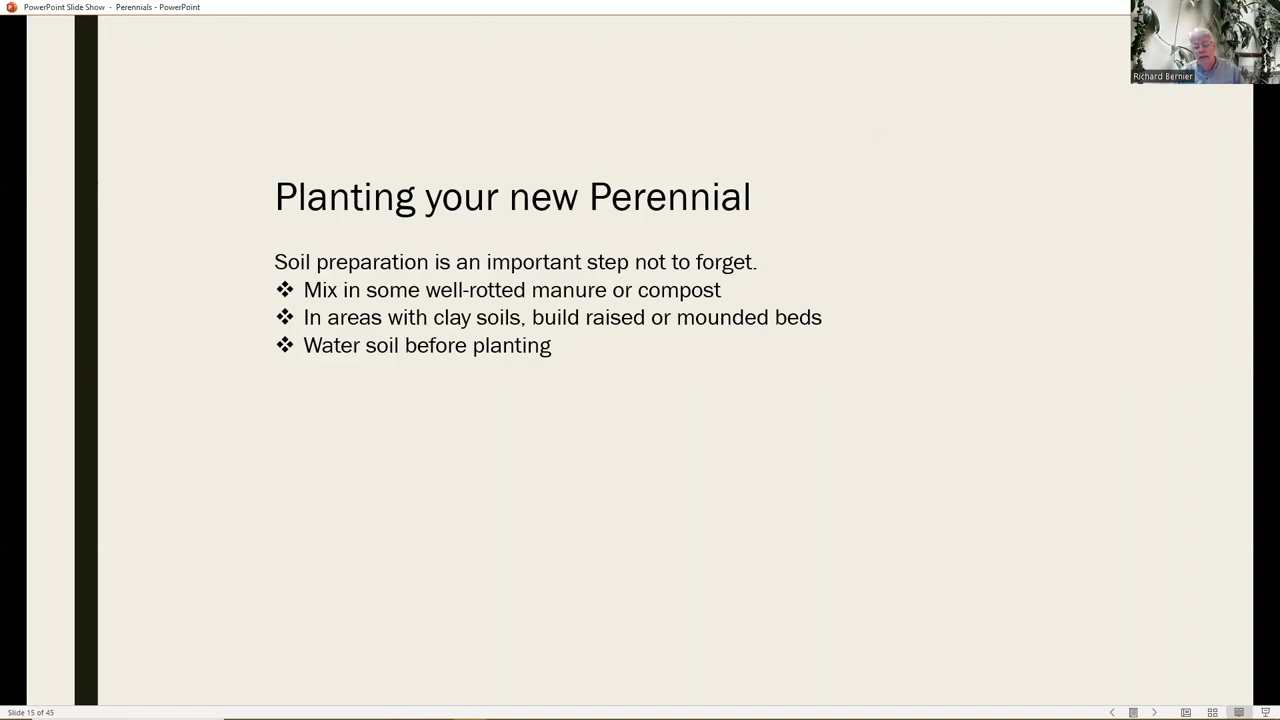 PowerPoint Slide Show - Perennials - PowerPoint
Richard Bernier
Planting your new Perennial
Soil preparation is an important step not to forget.
❖ Mix in some well-rotted manure or compost
❖ In areas with clay soils, build raised or mounded beds
❖ Water soil before planting
Slide 15 of 45